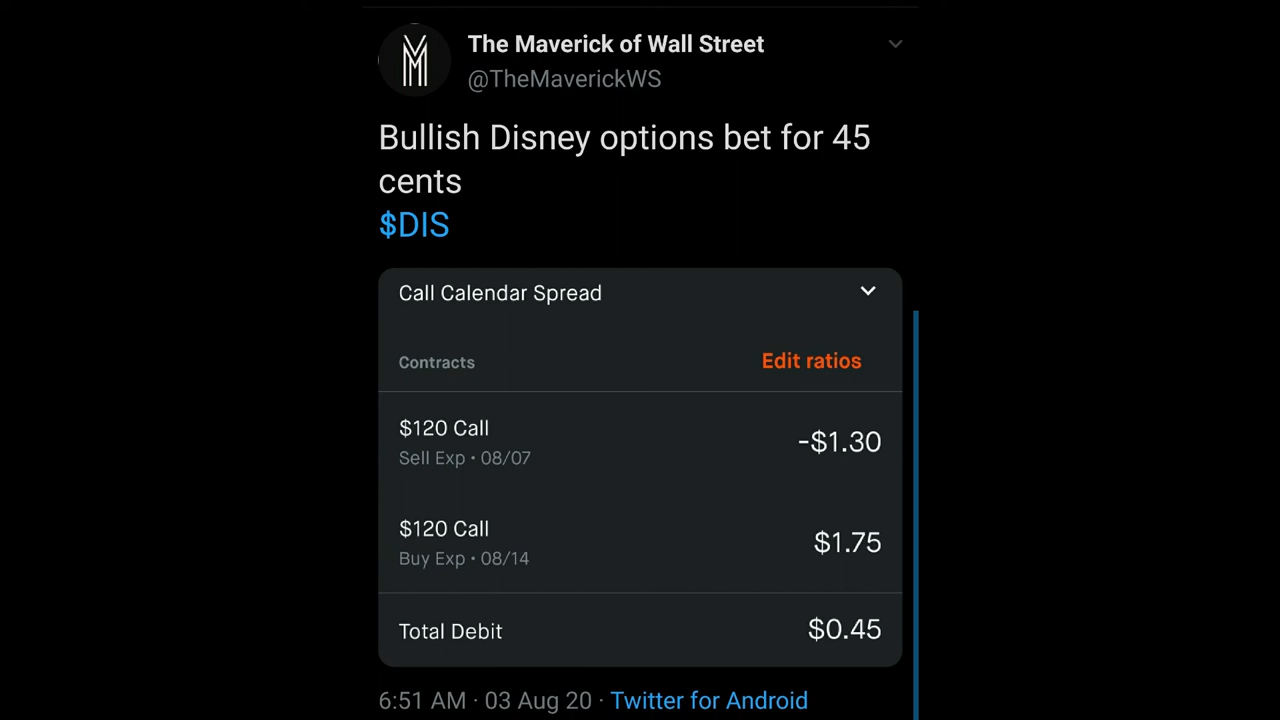 The Maverick of Wall Street
@TheMaverickWS
Bullish Disney options bet for 45
cents
$DIS
Call Calendar Spread
Contracts
Edit ratios
$120 Call
-$1.30
Sell Exp • 08/07
$120 Call
$1.75
Buy Exp • 08/14
Total Debit
$0.45
6:51 AM · 03 Aug 20 · Twitter for Android